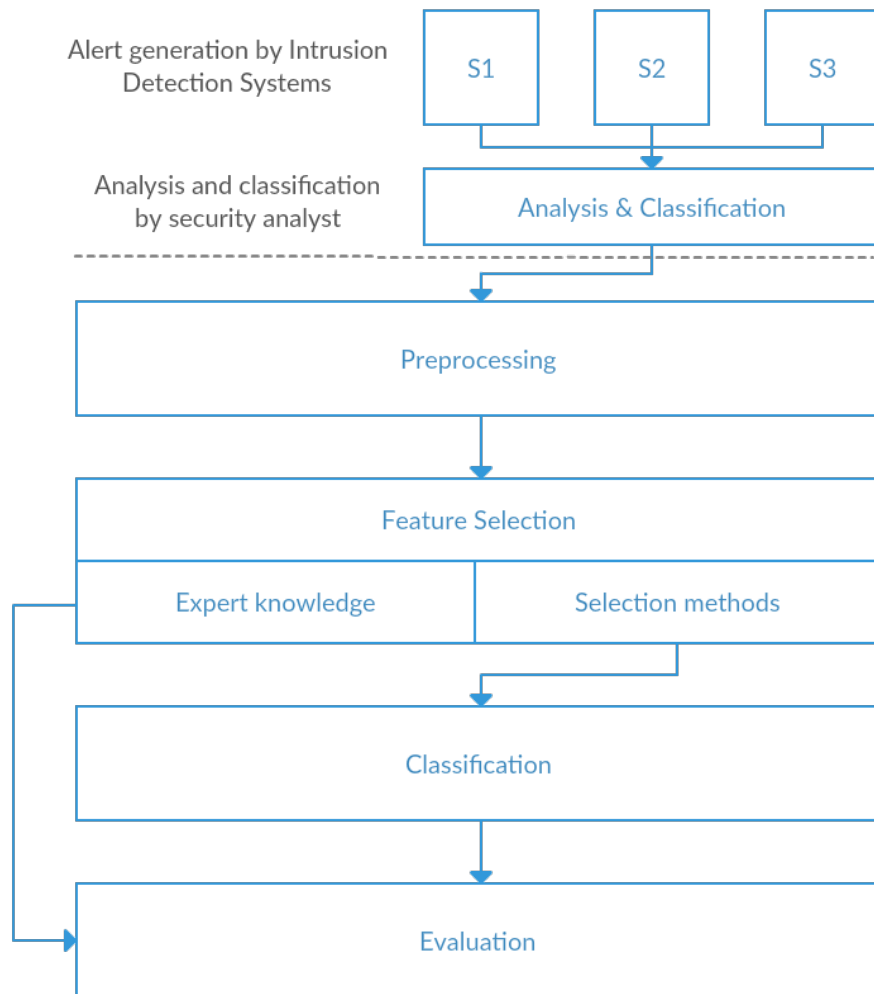 Alert generation by Intrusion
Detection Systems
S1
S2
S3
Analysis and classification
by security analyst
Analysis & Classification
Preprocessing
Feature Selection
Expert knowledge
Selection methods
Classification
Evaluation